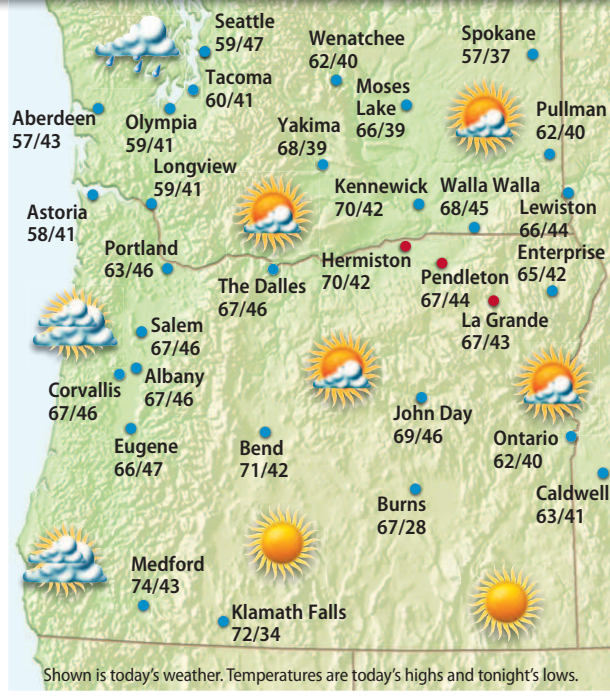 Seattle
59/47
Wenatchee
62/40
Spokane
57/37
Tacoma
60/41
Moses
Lake
66/39
Aberdeen
57/43
Olympia
59/41
Yakima
68/39
Pullman
62/40
Longview
59/41
Kennewick
70/42
Walla Walla
68/45
Lewiston
66/44
Astoria
58/41
Portland
63/46
The Dalles
67/46
Hermiston
70/42
Pendleton
67/44
Enterprise
65/42
La Grande
67/43
Salem
67/46
Albany
67/46
Corvallis
67/46
John Day
69/46
Eugene
66/47
Bend
71/42
Ontario
62/40
Burns
67/28
Caldwell
63/41
Medford
74/43
Klamath Falls
72/34
Shown is today's weather. Temperatures are today's highs and tonight's lows.